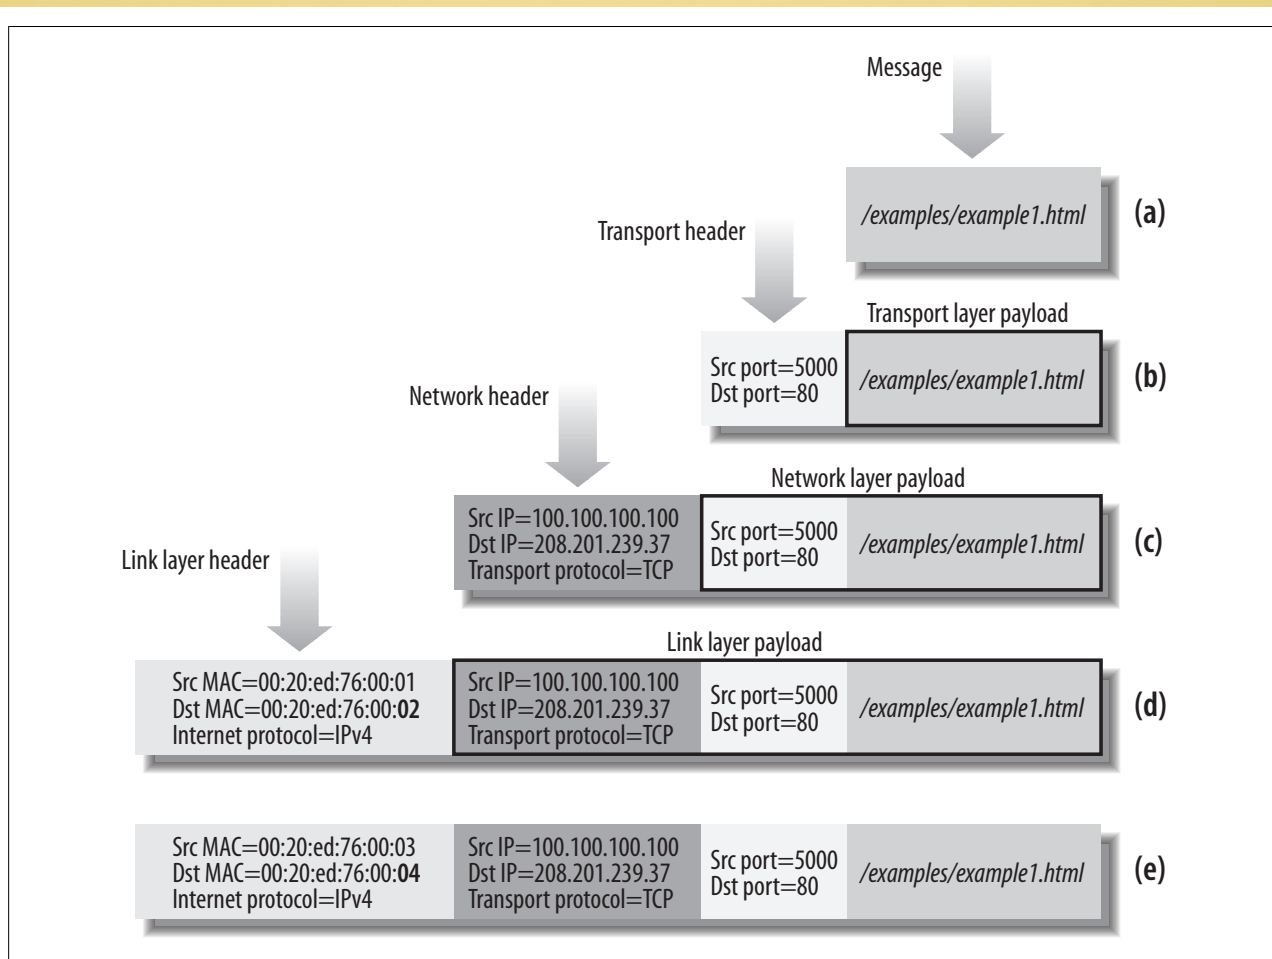 Message
/examples/example1.html
(a)
Transport header
Transport layer payload
Src port=5000
Dst port=80
/examples/example1.html
(b)
Network header
Network layer payload
Src IP=100.100.100.100
Dst IP=208.201.239.37
Transport protocol=TCP
Src port=5000
Dst port=80
/examples/example1.html
(c)
Link layer header
Link layer payload
Src MAC=00:20:ed:76:00:01
Dst MAC=00:20:ed:76:00:02
Internet protocol=IPv4
Src IP=100.100.100.100
Dst IP=208.201.239.37
Transport protocol=TCP
Src port=5000
Dst port=80
/examples/example1.html
(d)
Src MAC=00:20:ed:76:00:03
Dst MAC=00:20:ed:76:00:04
Internet protocol=IPv4
Src IP=100.100.100.100
Dst IP=208.201.239.37
Transport protocol=TCP
Src port=5000
Dst port=80
/examples/example1.html
(e)